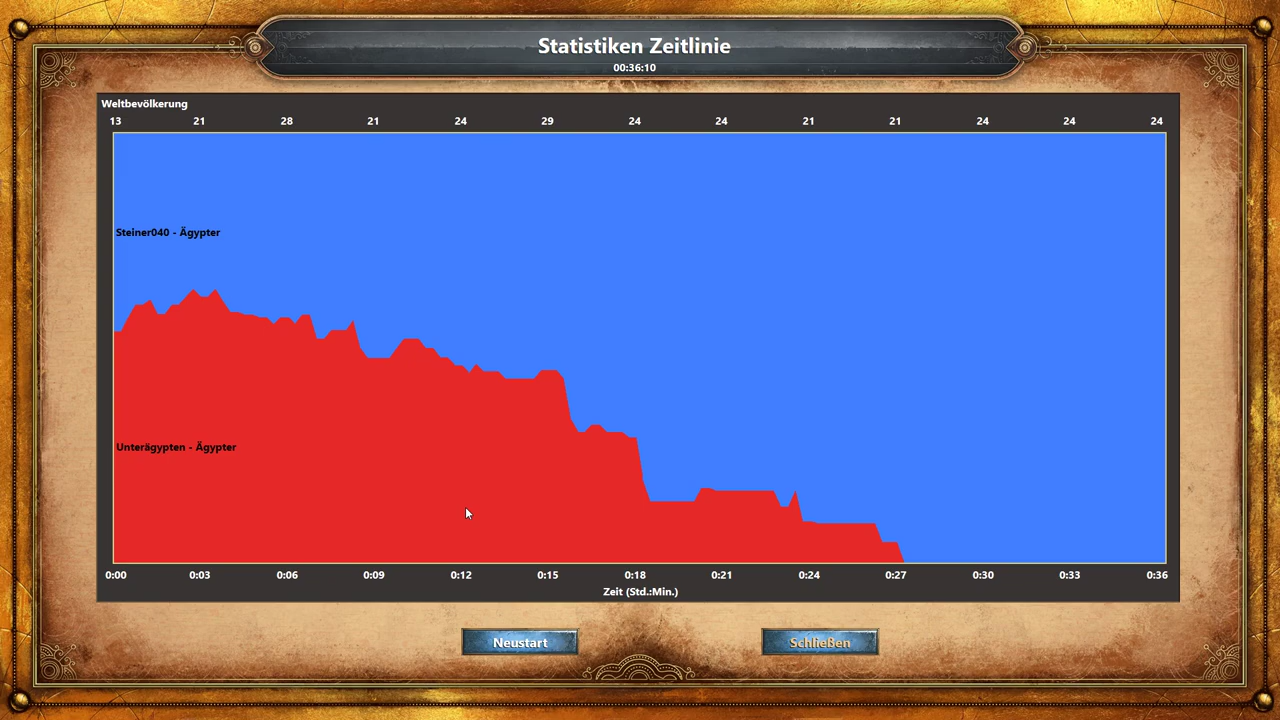 Statistiken Zeitlinie
00:36:10
Weltbevölkerung
13 21 28 21 24 29 24 24 21 21 24 24 24
Steiner040 - Ägypter
Unterägypten - Ägypter
0:00 0:03 0:06 0:09 0:12 0:15 0:18 0:21 0:24 0:27 0:30 0:33 0:36
Zeit (Std.:Min.)
Neustart Schließen